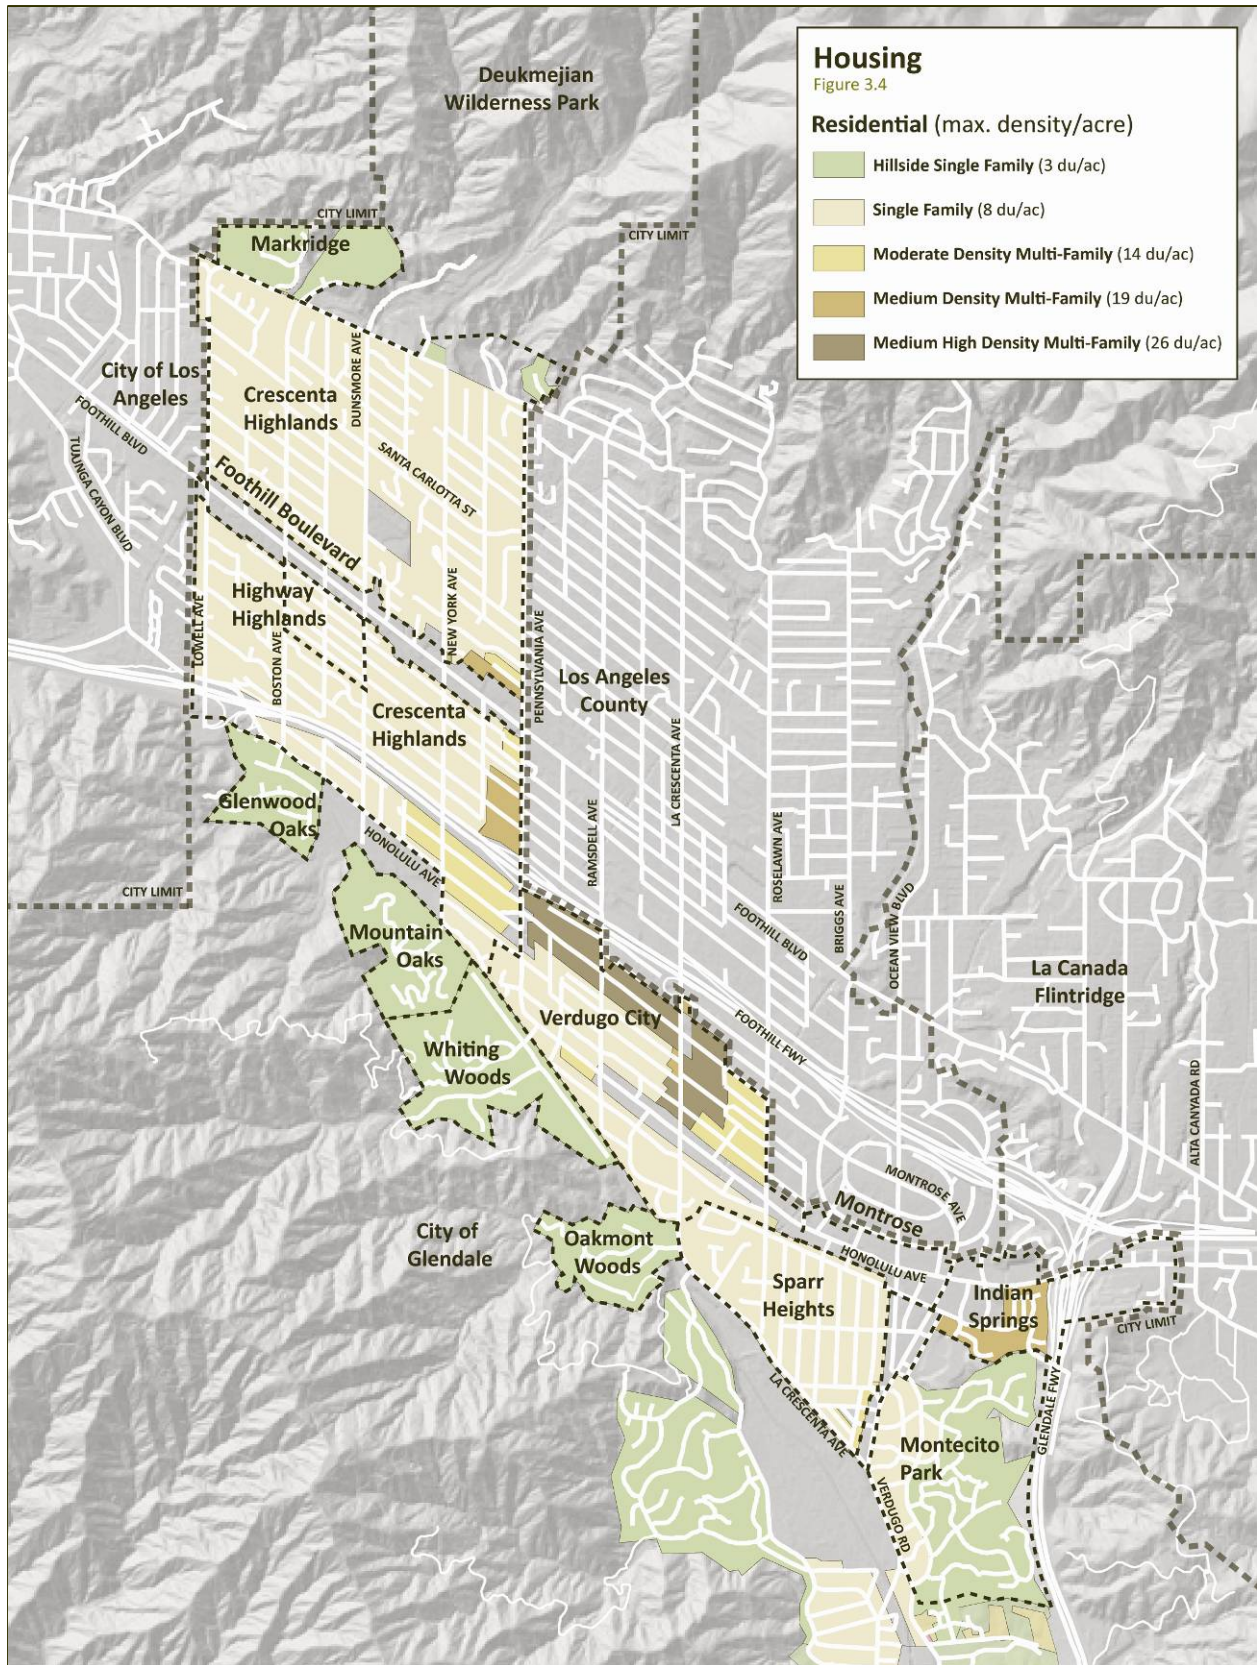 Housing
Figure 3.4
Residential (max. density/acre)
Hillside Single Family (3 du/ac)
Single Family (8 du/ac)
Moderate Density Multi-Family (14 du/ac)
Medium Density Multi-Family (19 du/ac)
Medium High Density Multi-Family (26 du/ac)
Deukmejian
Wilderness Park
CITY LIMIT
Markridge
CITY LIMIT
City of Los
Angeles
Crescenta
Highlands
DUNSMORE AVE
FOOTHILL BLVD
TUJUNGA CAYON BLVD
SANTA CARLOTTA ST
Foothill Boulevard
Highway
Highlands
LOWELL AVE
BOSTON AVE
NEW YORK AVE
PENNSYLVANIA AVE
Los Angeles
County
Crescenta
Highlands
LA CRESCENTA AVE
RAMSDELL AVE
ROSELAWN AVE
BRIGGS AVE
OCEAN VIEW BLVD
FOOTHILL BLVD
Glenwood
Oaks
HONOLULU AVE
CITY LIMIT
Mountain
Oaks
La Canada
Flintridge
Verdugo City
FOOTHILL FWY
Whiting
Woods
ALTA CANYADA RD
MONTROSE AVE
Montrose
City of
Glendale
Oakmont
Woods
HONOLULU AVE
Sparr
Heights
Indian
Springs
CITY LIMIT
LA CRESCENTA AVE
GLENDALE FWY
Montecito
Park
VERDUGO RD